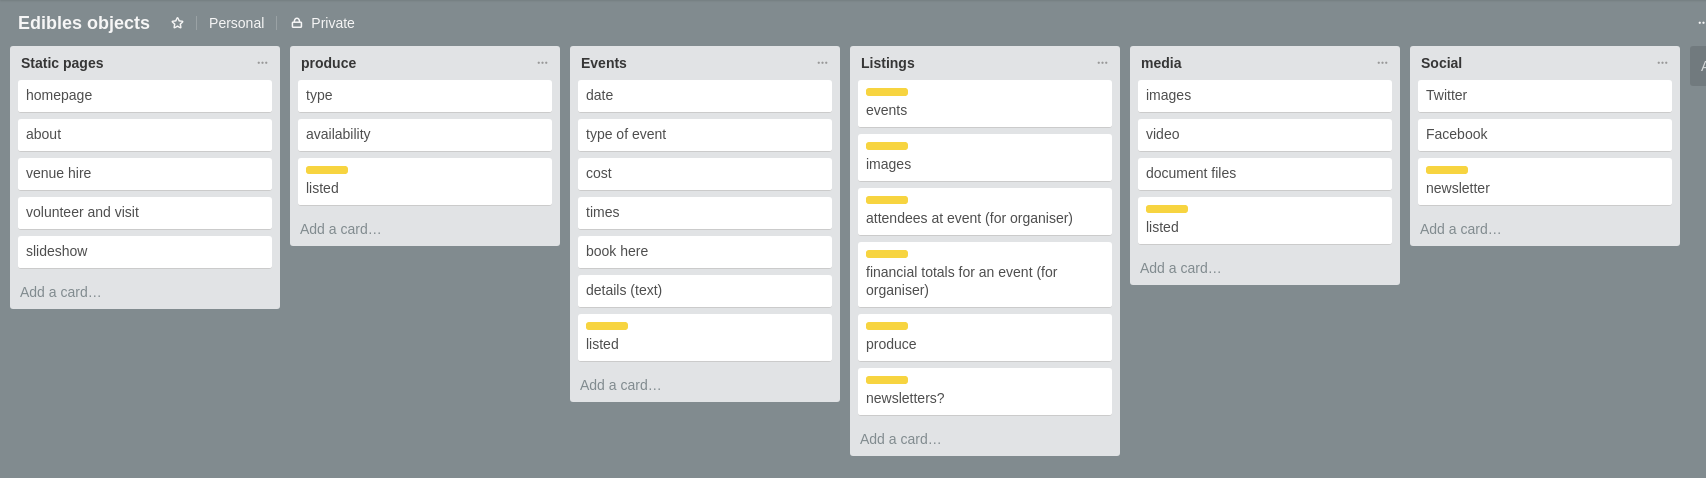 Edibles objects Personal Private
Static pages
homepage
about
venue hire
volunteer and visit
slideshow
Add a card…
produce
type
availability
listed
Add a card…
Events
date
type of event
cost
times
book here
details (text)
listed
Add a card…
Listings
events
images
attendees at event (for organiser)
financial totals for an event (for
organiser)
produce
newsletters?
Add a card…
media
images
video
document files
listed
Add a card…
Social
Twitter
Facebook
newsletter
Add a card…